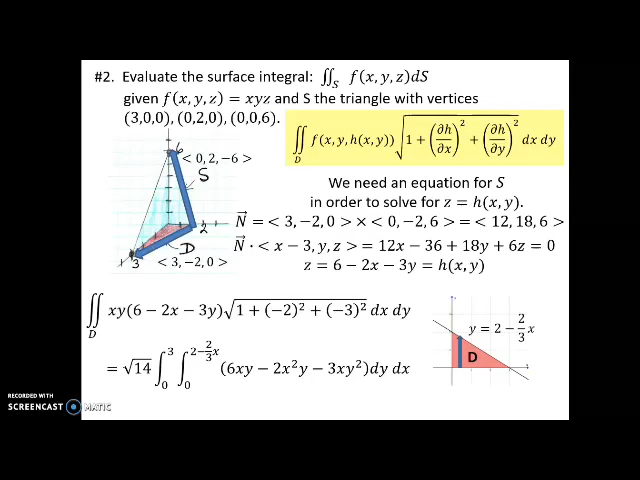 #2. Evaluate the surface integral: ∬_S f(x, y, z)dS
given f(x, y, z) = xyz and S the triangle with vertices
(3,0,0), (0,2,0), (0,0,6).
∬_D f(x, y, h(x, y)) √(1 + (∂h/∂x)² + (∂h/∂y)²) dx dy
6
< 0, 2, −6 >
S
2
D
3
< 3, −2, 0 >
We need an equation for S
in order to solve for z = h(x, y).
N⃗ = < 3, −2, 0 > × < 0, −2, 6 > = < 12, 18, 6 >
N⃗ · < x − 3, y, z > = 12x − 36 + 18y + 6z = 0
z = 6 − 2x − 3y = h(x, y)
∬_D xy(6 − 2x − 3y)√(1 + (−2)² + (−3)²) dx dy
= √14 ∫_0^3 ∫_0^(2−(2/3)x) (6xy − 2x²y − 3xy²)dy dx
y = 2 − (2/3)x
D
RECORDED WITH
SCREENCAST MATIC